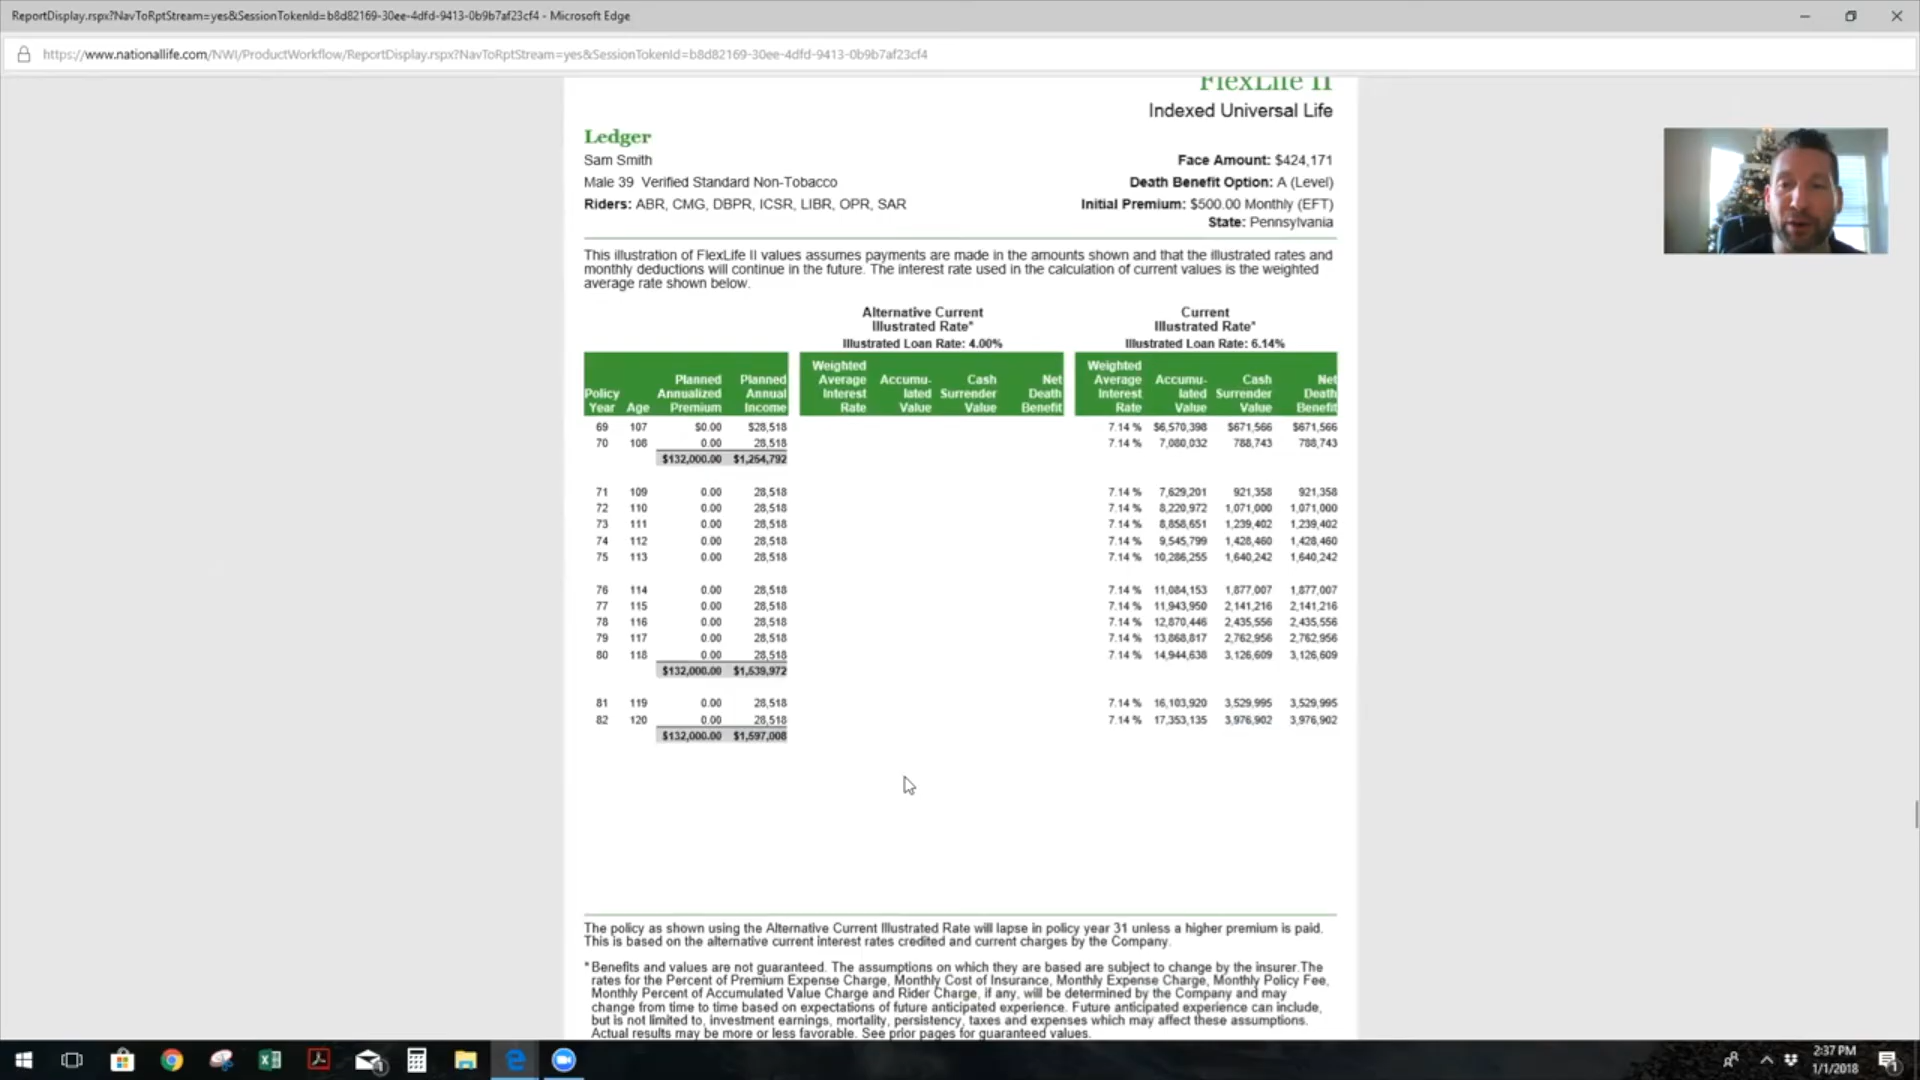 ReportDisplay.rspx?NavToRptStream=yes&SessionTokenId=b8d82169-30ee-4dfd-9413-0b9b7af23cf4 - Microsoft Edge
https://www.nationallife.com/NWI/ProductWorkflow/ReportDisplay.rspx?NavToRptStream=yes&SessionTokenId=b8d82169-30ee-4dfd-9413-0b9b7af23cf4
FlexLife II
Indexed Universal Life
Ledger
Sam Smith Face Amount: $424,171
Male 39 Verified Standard Non-Tobacco Death Benefit Option: A (Level)
Riders: ABR, CMG, DBPR, ICSR, LIBR, OPR, SAR Initial Premium: $500.00 Monthly (EFT)
State: Pennsylvania
This illustration of FlexLife II values assumes payments are made in the amounts shown and that the illustrated rates and
monthly deductions will continue in the future. The interest rate used in the calculation of current values is the weighted
average rate shown below.
Alternative Current Current
Illustrated Rate* Illustrated Rate*
Illustrated Loan Rate: 4.00% Illustrated Loan Rate: 6.14%
Weighted Weighted
Planned Planned Average Accumu- Cash Net Average Accumu- Cash Net
Policy Annualized Annual Interest lated Surrender Death Interest lated Surrender Death
Year Age Premium Income Rate Value Value Benefit Rate Value Value Benefit
69 107 $0.00 $28,518 7.14 % $6,570,398 $671,566 $671,566
70 108 0.00 28,518 7.14 % 7,080,032 788,743 788,743
$132,000.00 $1,254,792
71 109 0.00 28,518 7.14 % 7,629,201 921,358 921,358
72 110 0.00 28,518 7.14 % 8,220,972 1,071,000 1,071,000
73 111 0.00 28,518 7.14 % 8,858,651 1,239,402 1,239,402
74 112 0.00 28,518 7.14 % 9,545,799 1,428,460 1,428,460
75 113 0.00 28,518 7.14 % 10,286,255 1,640,242 1,640,242
76 114 0.00 28,518 7.14 % 11,084,153 1,877,007 1,877,007
77 115 0.00 28,518 7.14 % 11,943,950 2,141,216 2,141,216
78 116 0.00 28,518 7.14 % 12,870,446 2,435,556 2,435,556
79 117 0.00 28,518 7.14 % 13,868,817 2,762,956 2,762,956
80 118 0.00 28,518 7.14 % 14,944,638 3,126,609 3,126,609
$132,000.00 $1,539,972
81 119 0.00 28,518 7.14 % 16,103,920 3,529,995 3,529,995
82 120 0.00 28,518 7.14 % 17,353,135 3,976,902 3,976,902
$132,000.00 $1,597,008
The policy as shown using the Alternative Current Illustrated Rate will lapse in policy year 31 unless a higher premium is paid.
This is based on the alternative current interest rates credited and current charges by the Company.
*Benefits and values are not guaranteed. The assumptions on which they are based are subject to change by the insurer.The
rates for the Percent of Premium Expense Charge, Monthly Cost of Insurance, Monthly Expense Charge, Monthly Policy Fee,
Monthly Percent of Accumulated Value Charge and Rider Charge, if any, will be determined by the Company and may
change from time to time based on expectations of future anticipated experience. Future anticipated experience can include,
but is not limited to, investment earnings, mortality, persistency, taxes and expenses which may affect these assumptions.
Actual results may be more or less favorable. See prior pages for guaranteed values.
2:37 PM
1/1/2018